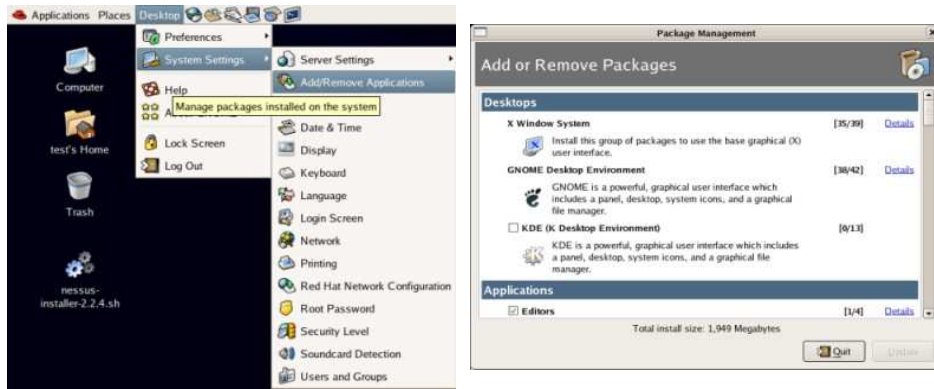 Applications Places Desktop
Preferences
System Settings
Help
Manage packages installed on the system
Lock Screen
Log Out
Computer
test's Home
Trash
nessus-
installer-2.2.4.sh
Server Settings
Add/Remove Applications
Date & Time
Display
Keyboard
Language
Login Screen
Network
Printing
Red Hat Network Configuration
Root Password
Security Level
Soundcard Detection
Users and Groups
Package Management
Add or Remove Packages
Desktops
X Window System [35/39] Details
Install this group of packages to use the base graphical (X)
user interface.
GNOME Desktop Environment [38/42] Details
GNOME is a powerful, graphical user interface which
includes a panel, desktop, system icons, and a graphical
file manager.
KDE (K Desktop Environment) [0/13]
KDE is a powerful, graphical user interface which includes
a panel, desktop, system icons, and a graphical file
manager.
Applications
Editors [1/4] Details
Total install size: 1,949 Megabytes
Quit Update